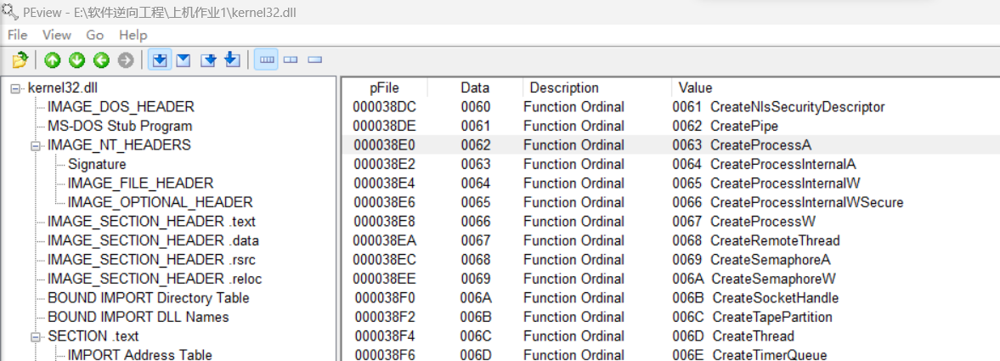 PEview - E:\软件逆向工程\上机作业1\kernel32.dll
File View Go Help
kernel32.dll
IMAGE_DOS_HEADER
MS-DOS Stub Program
IMAGE_NT_HEADERS
Signature
IMAGE_FILE_HEADER
IMAGE_OPTIONAL_HEADER
IMAGE_SECTION_HEADER .text
IMAGE_SECTION_HEADER .data
IMAGE_SECTION_HEADER .rsrc
IMAGE_SECTION_HEADER .reloc
BOUND IMPORT Directory Table
BOUND IMPORT DLL Names
SECTION .text
IMPORT Address Table
pFile Data Description Value
000038DC 0060 Function Ordinal 0061 CreateNlsSecurityDescriptor
000038DE 0061 Function Ordinal 0062 CreatePipe
000038E0 0062 Function Ordinal 0063 CreateProcessA
000038E2 0063 Function Ordinal 0064 CreateProcessInternalA
000038E4 0064 Function Ordinal 0065 CreateProcessInternalW
000038E6 0065 Function Ordinal 0066 CreateProcessInternalWSecure
000038E8 0066 Function Ordinal 0067 CreateProcessW
000038EA 0067 Function Ordinal 0068 CreateRemoteThread
000038EC 0068 Function Ordinal 0069 CreateSemaphoreA
000038EE 0069 Function Ordinal 006A CreateSemaphoreW
000038F0 006A Function Ordinal 006B CreateSocketHandle
000038F2 006B Function Ordinal 006C CreateTapePartition
000038F4 006C Function Ordinal 006D CreateThread
000038F6 006D Function Ordinal 006E CreateTimerQueue